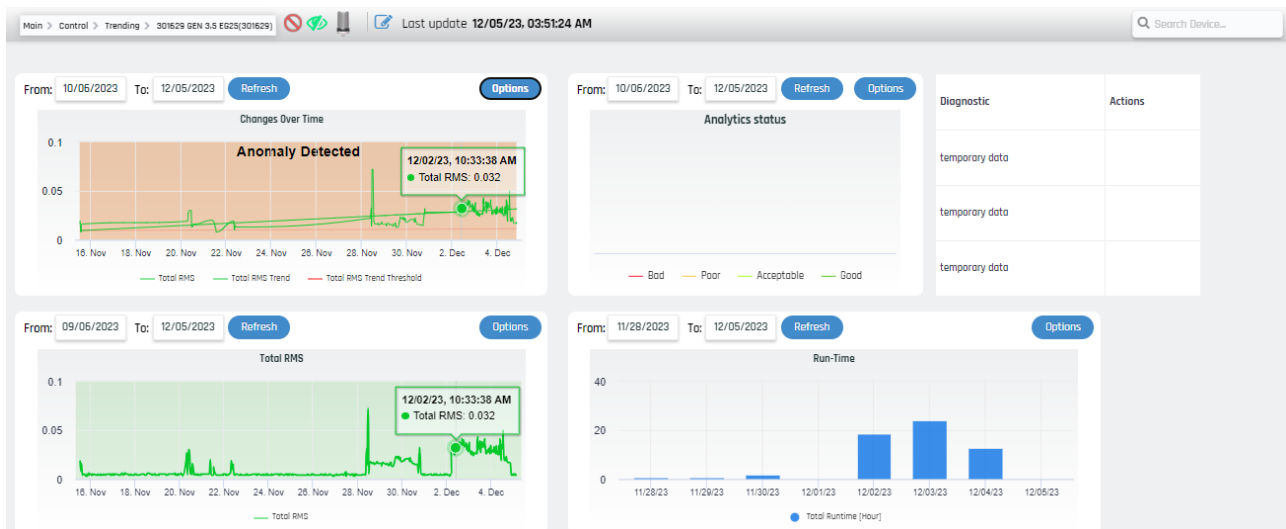 Main > Control > Trending > 301629 GEN 3.5 EG25(301629)
Last update 12/05/23, 03:51:24 AM
Search Device...
From: 10/06/2023 To: 12/05/2023 Refresh Options
Changes Over Time
Anomaly Detected
12/02/23, 10:33:38 AM
Total RMS: 0.032
0.1
0.05
0
16. Nov 18. Nov 20. Nov 22. Nov 24. Nov 26. Nov 28. Nov 30. Nov 2. Dec 4. Dec
Total RMS Total RMS Trend Total RMS Trend Threshold
From: 10/06/2023 To: 12/05/2023 Refresh Options
Analytics status
Bad Poor Acceptable Good
Diagnostic Actions
temporary data
temporary data
temporary data
From: 09/06/2023 To: 12/05/2023 Refresh Options
Total RMS
12/02/23, 10:33:38 AM
Total RMS: 0.032
0.1
0.05
0
16. Nov 18. Nov 20. Nov 22. Nov 24. Nov 26. Nov 28. Nov 30. Nov 2. Dec 4. Dec
Total RMS
From: 11/28/2023 To: 12/05/2023 Refresh Options
Run-Time
40
20
0
11/28/23 11/29/23 11/30/23 12/01/23 12/02/23 12/03/23 12/04/23 12/05/23
Total Runtime [Hour]